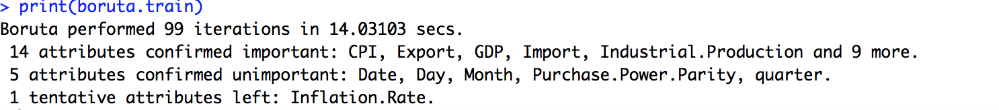 > print(boruta.train)
Boruta performed 99 iterations in 14.03103 secs.
14 attributes confirmed important: CPI, Export, GDP, Import, Industrial.Production and 9 more.
5 attributes confirmed unimportant: Date, Day, Month, Purchase.Power.Parity, quarter.
1 tentative attributes left: Inflation.Rate.